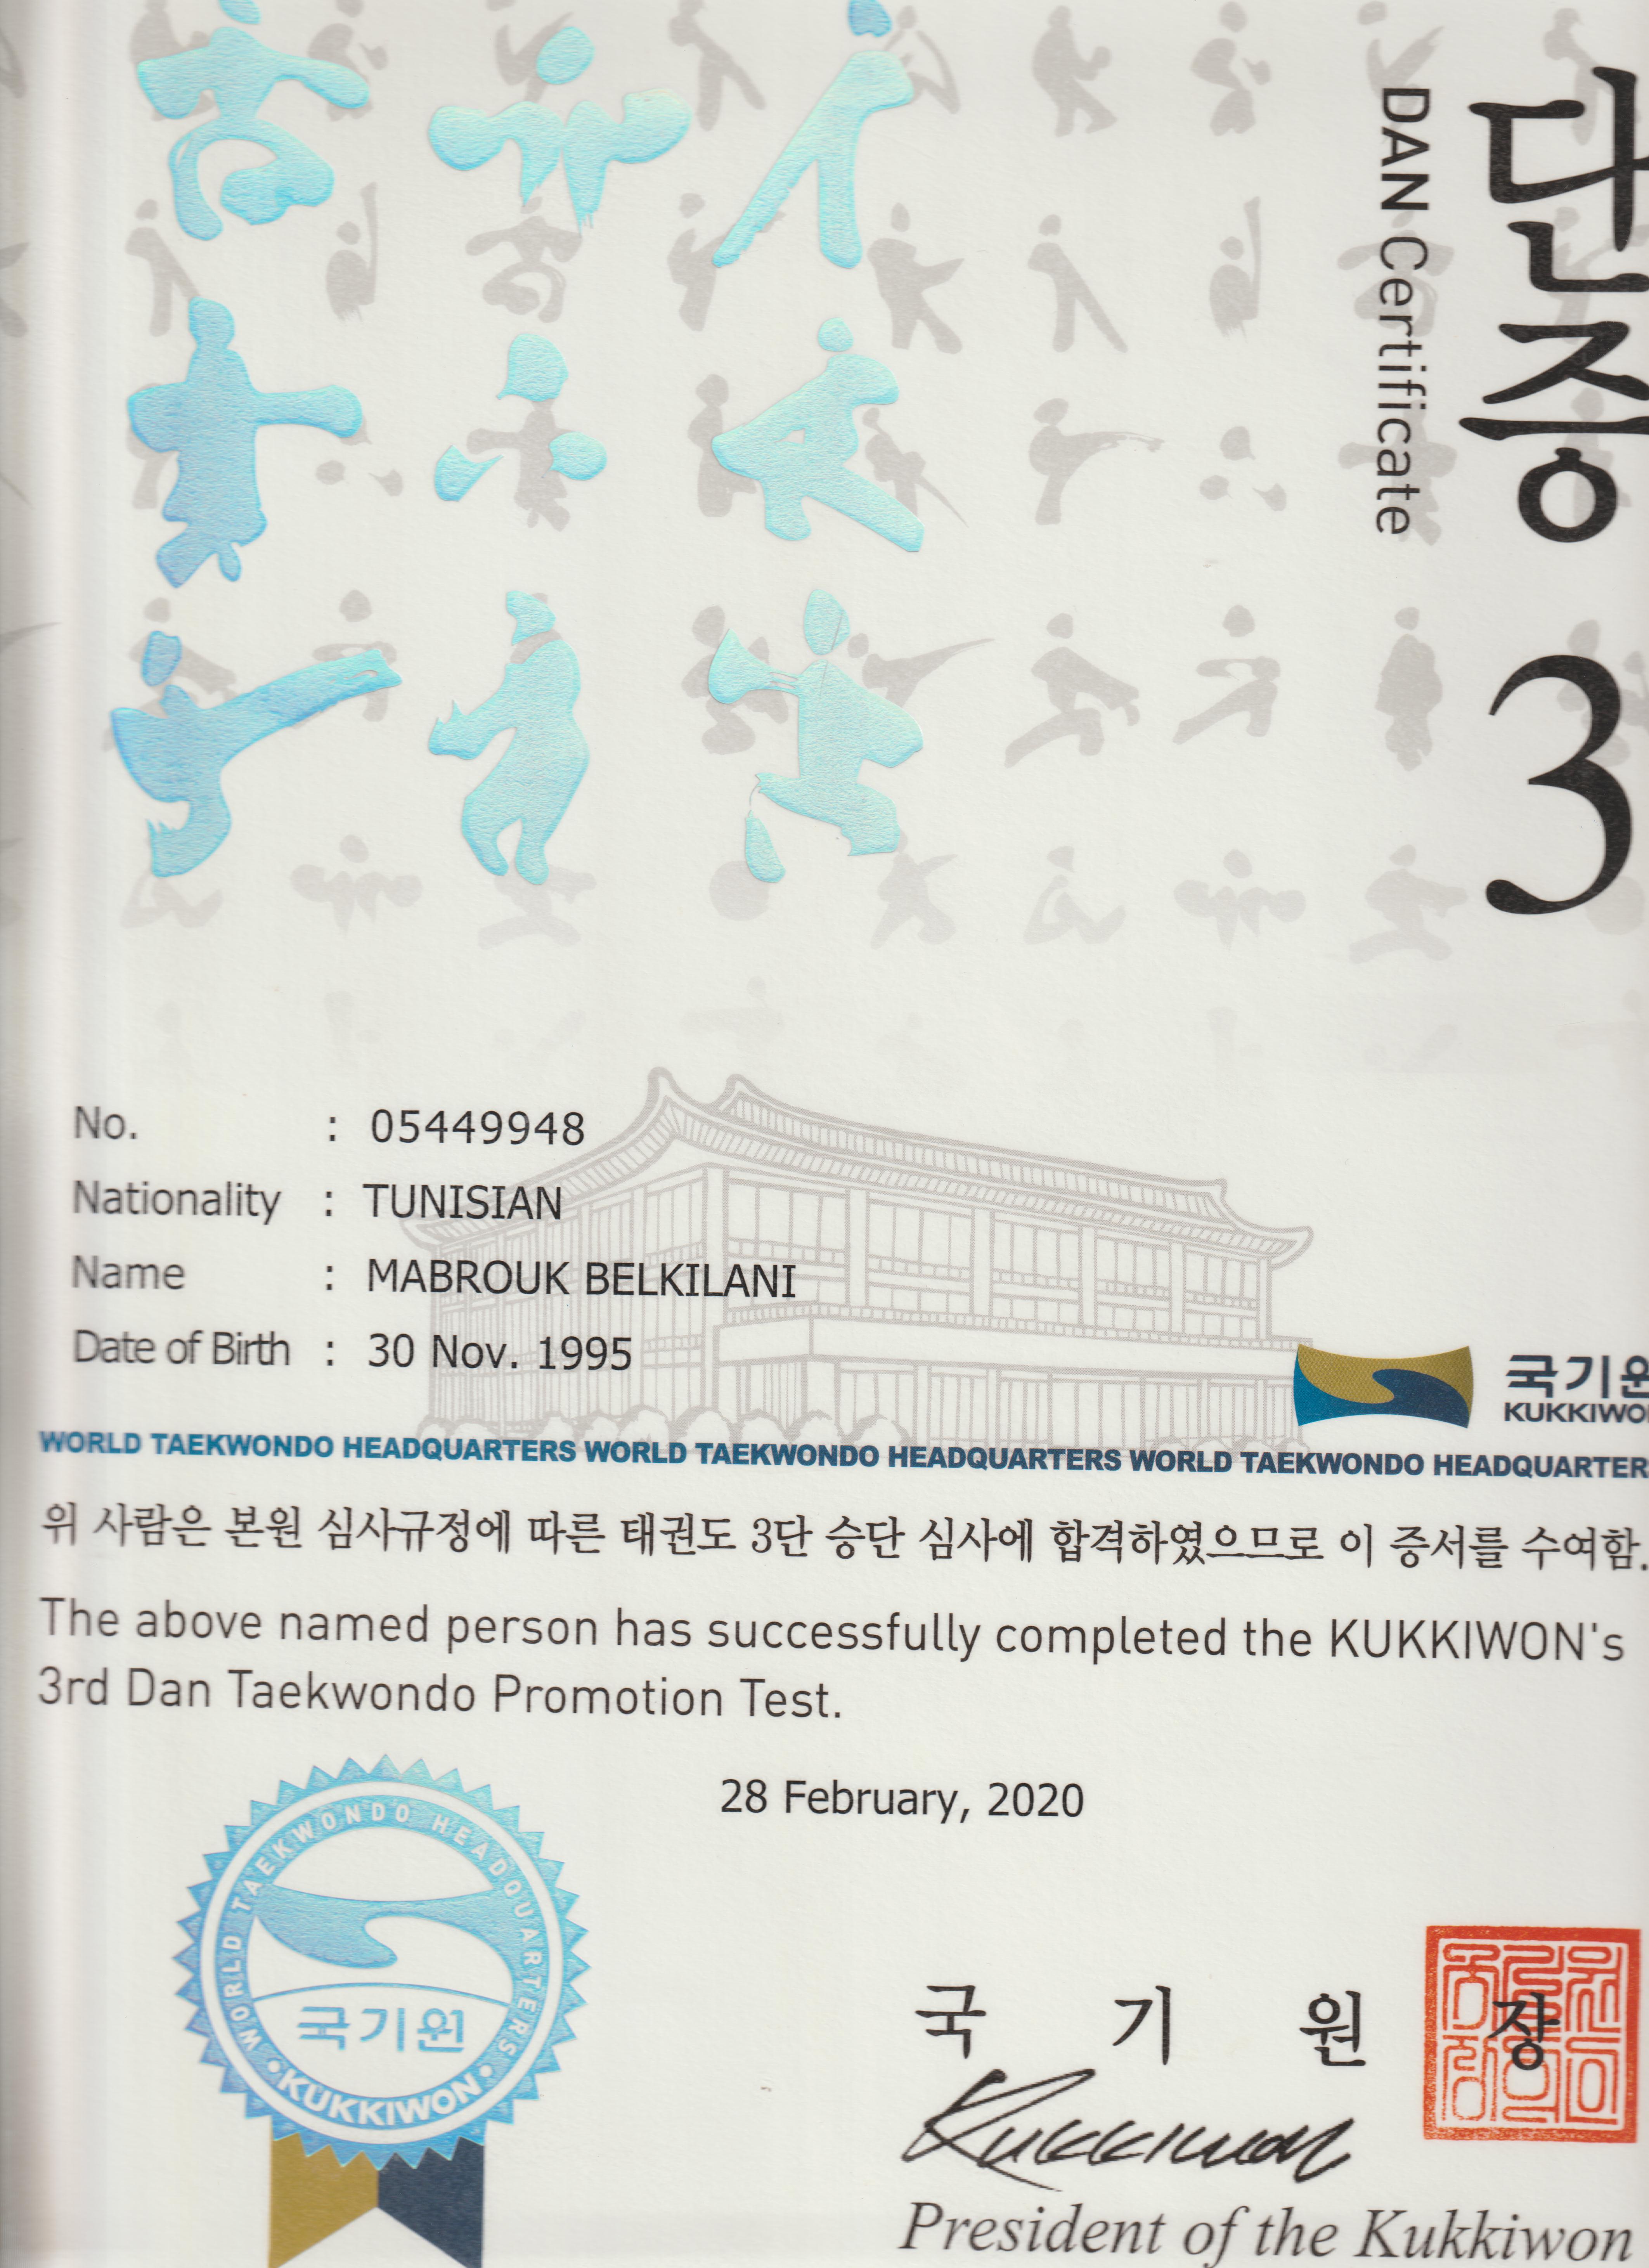 단증 3
DAN Certificate
No. : 05449948
Nationality : TUNISIAN
Name : MABROUK BELKILANI
Date of Birth : 30 Nov. 1995
국기원
KUKKIWO
WORLD TAEKWONDO HEADQUARTERS WORLD TAEKWONDO HEADQUARTERS WORLD TAEKWONDO HEADQUARTER
위 사람은 본원 심사규정에 따른 태권도 3단 승단 심사에 합격하였으므로 이 증서를 수여함.
The above named person has successfully completed the KUKKIWON's
3rd Dan Taekwondo Promotion Test.
28 February, 2020
WORLD TAEKWONDO HEADQUARTERS
국기원
•KUKKIWON•
국 기 원 장
Kukkiwon
President of the Kukkiwon